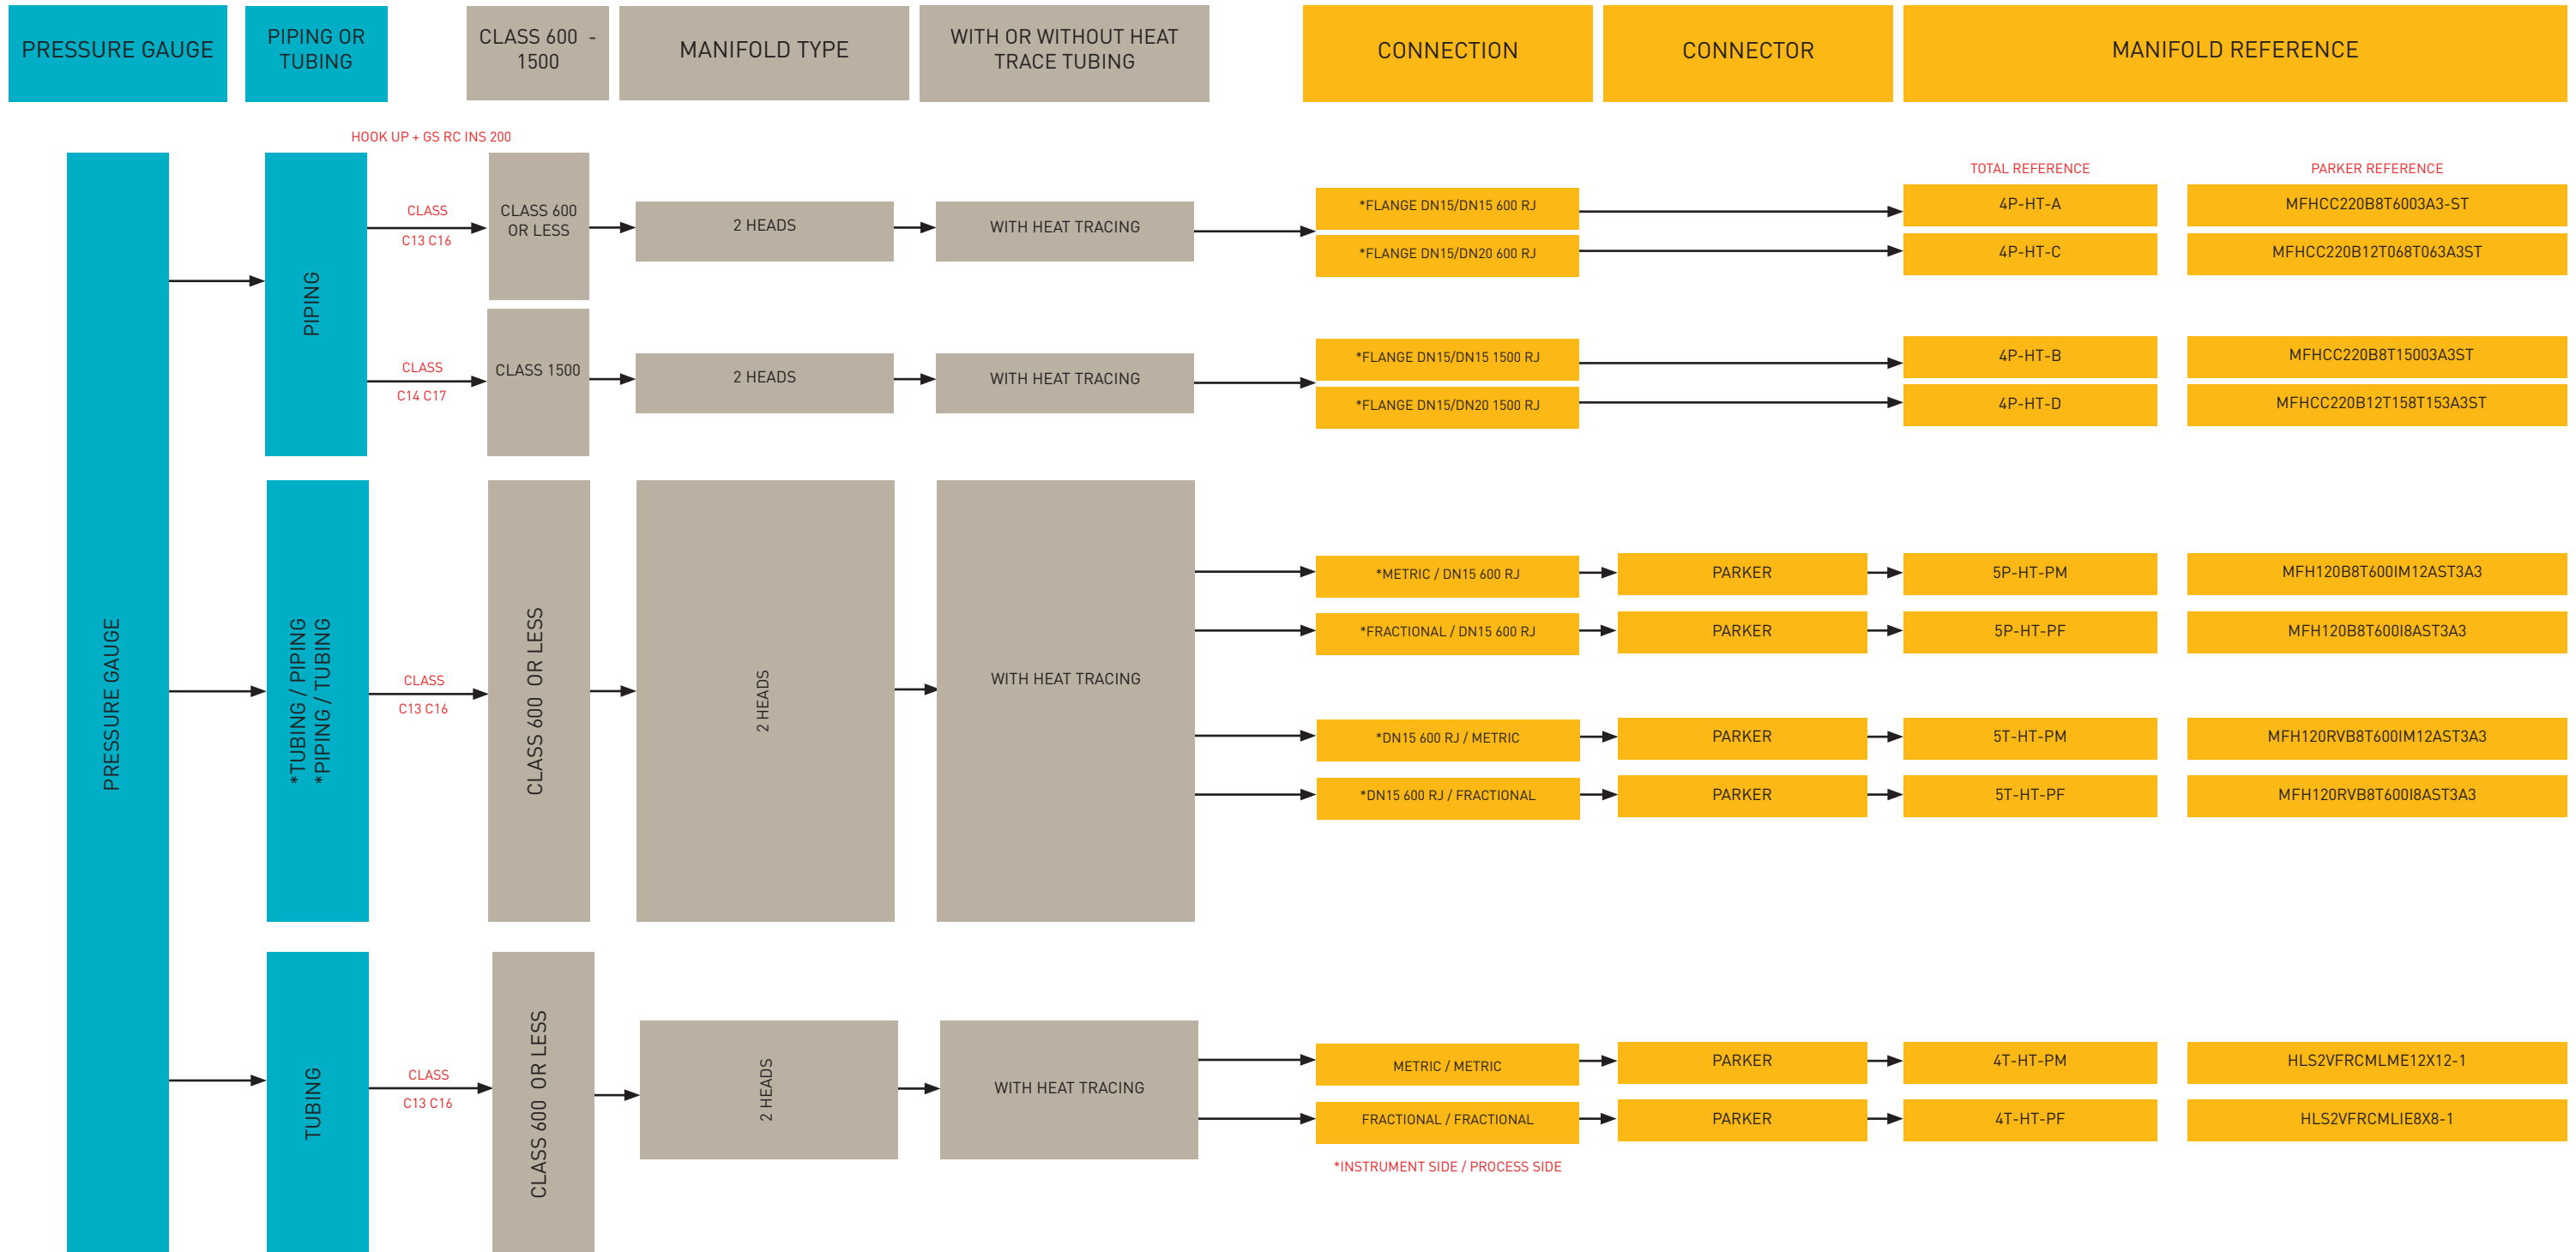 PRESSURE GAUGE
PIPING OR
TUBING
CLASS 600 -
1500
MANIFOLD TYPE
WITH OR WITHOUT HEAT
TRACE TUBING
CONNECTION
CONNECTOR
MANIFOLD REFERENCE
HOOK UP + GS RC INS 200
TOTAL REFERENCE
PARKER REFERENCE
PRESSURE GAUGE
PIPING
CLASS
C13 C16
CLASS 600
OR LESS
2 HEADS
WITH HEAT TRACING
*FLANGE DN15/DN15 600 RJ
4P-HT-A
MFHCC220B8T6003A3-ST
*FLANGE DN15/DN20 600 RJ
4P-HT-C
MFHCC220B12T068T063A3ST
CLASS
C14 C17
CLASS 1500
2 HEADS
WITH HEAT TRACING
*FLANGE DN15/DN15 1500 RJ
4P-HT-B
MFHCC220B8T15003A3ST
*FLANGE DN15/DN20 1500 RJ
4P-HT-D
MFHCC220B12T158T153A3ST
*TUBING / PIPING
*PIPING / TUBING
CLASS
C13 C16
CLASS 600 OR LESS
2 HEADS
WITH HEAT TRACING
*METRIC / DN15 600 RJ
PARKER
5P-HT-PM
MFH120B8T600IM12AST3A3
*FRACTIONAL / DN15 600 RJ
PARKER
5P-HT-PF
MFH120B8T600I8AST3A3
*DN15 600 RJ / METRIC
PARKER
5T-HT-PM
MFH120RVB8T600IM12AST3A3
*DN15 600 RJ / FRACTIONAL
PARKER
5T-HT-PF
MFH120RVB8T600I8AST3A3
TUBING
CLASS
C13 C16
CLASS 600 OR LESS
2 HEADS
WITH HEAT TRACING
METRIC / METRIC
PARKER
4T-HT-PM
HLS2VFRCMLME12X12-1
FRACTIONAL / FRACTIONAL
PARKER
4T-HT-PF
HLS2VFRCMLIE8X8-1
*INSTRUMENT SIDE / PROCESS SIDE